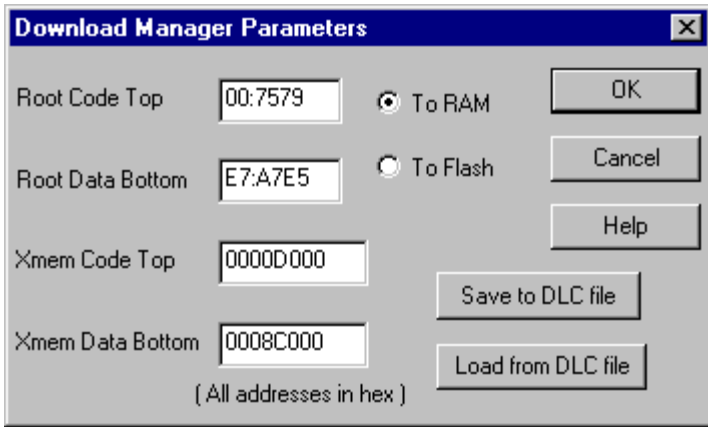 Download Manager Parameters
Root Code Top 00:7579 To RAM OK
Root Data Bottom E7:A7E5 To Flash Cancel
Help
Xmem Code Top 0000D000
Save to DLC file
Xmem Data Bottom 0008C000
Load from DLC file
( All addresses in hex )